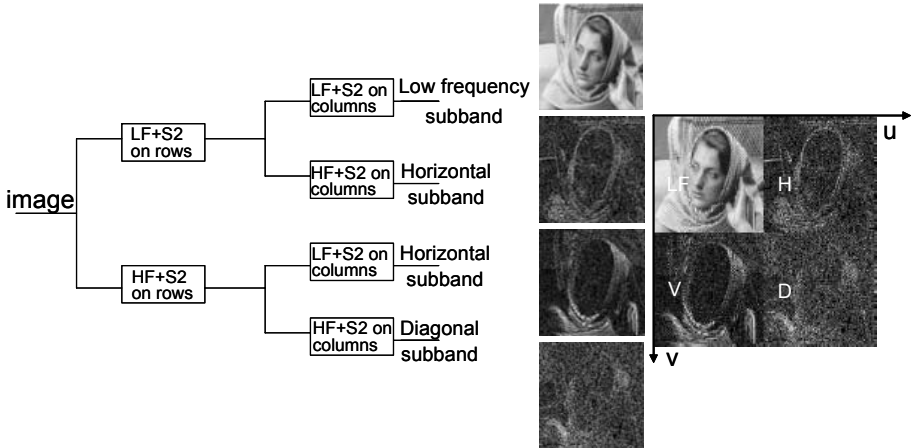 image
LF+S2
on rows
HF+S2
on rows
LF+S2 on
columns
Low frequency
subband
HF+S2 on
columns
Horizontal
subband
LF+S2 on
columns
Horizontal
subband
HF+S2 on
columns
Diagonal
subband
u
LF
H
V
D
v